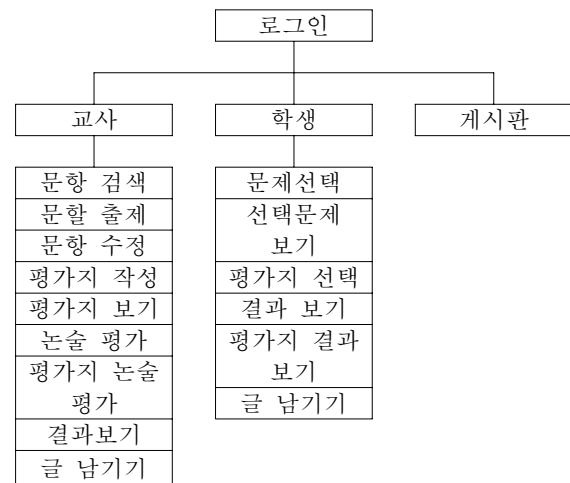 로그인
교사
학생
게시판
문항 검색
문할 출제
문항 수정
평가지 작성
평가지 보기
논술 평가
평가지 논술
평가
결과보기
글 남기기
문제선택
선택문제
보기
평가지 선택
결과 보기
평가지 결과
보기
글 남기기